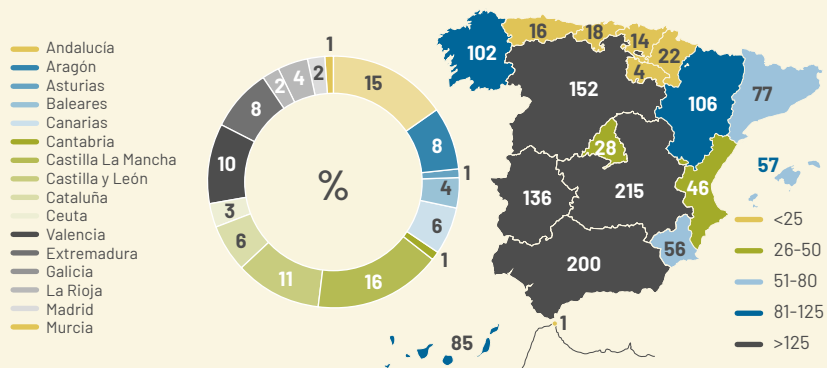 Andalucía
Aragón
Asturias
Baleares
Canarias
Cantabria
Castilla La Mancha
Castilla y León
Cataluña
Ceuta
Valencia
Extremadura
Galicia
La Rioja
Madrid
Murcia
%
15
8
1
4
6
1
16
11
6
3
10
8
2
4
2
1
102
16
18
14
22
4
152
106
77
28
57
46
136
215
56
200
1
85
<25
26-50
51-80
81-125
>125